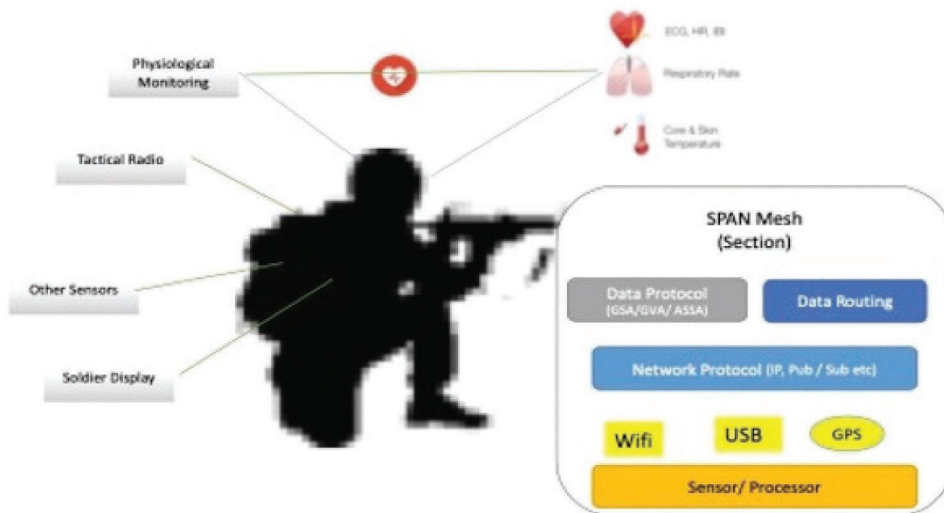 Physiological
Monitoring
ECG, HR, IBI
Respiratory Rate
Core & Skin
Temperature
Tactical Radio
Other Sensors
Soldier Display
SPAN Mesh
(Section)
Data Protocol
(GSA/GVA/ ASSA)
Data Routing
Network Protocol (IP, Pub / Sub etc)
Wifi
USB
GPS
Sensor/ Processor